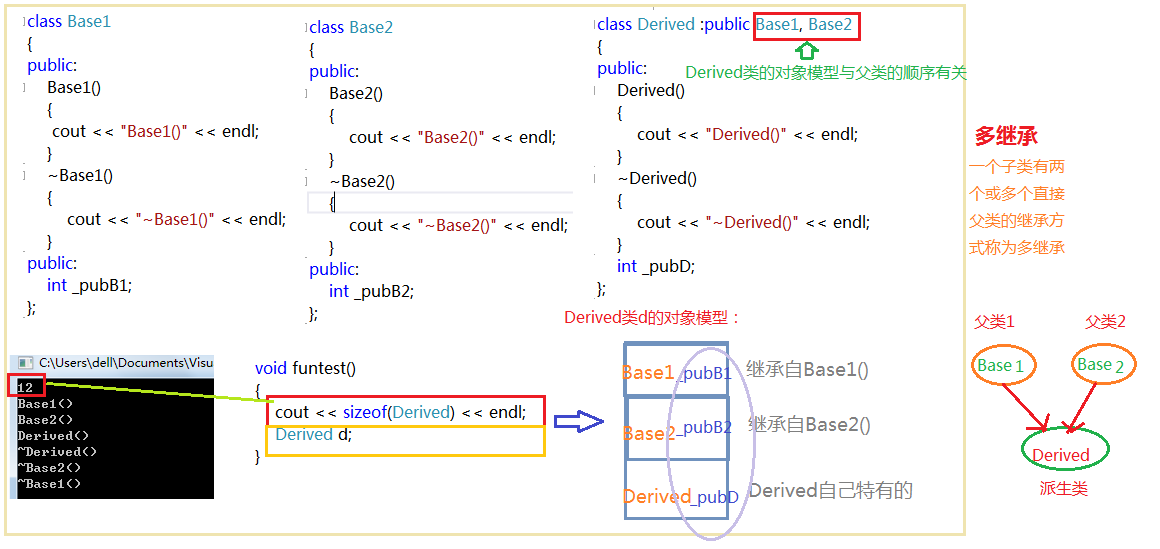 class Base1
{
public:
Base1()
{
cout << "Base1()" << endl;
}
~Base1()
{
cout << "~Base1()" << endl;
}
public:
int _pubB1;
};
class Base2
{
public:
Base2()
{
cout << "Base2()" << endl;
}
~Base2()
{
cout << "~Base2()" << endl;
}
public:
int _pubB2;
};
class Derived :public Base1, Base2
{
Derived类的对象模型与父类的顺序有关
public:
Derived()
{
cout << "Derived()" << endl;
}
~Derived()
{
cout << "~Derived()" << endl;
}
int _pubD;
};
多继承
一个子类有两
个或多个直接
父类的继承方
式称为多继承
C:\Users\dell\Documents\Visu
12
Base1()
Base2()
Derived()
~Derived()
~Base2()
~Base1()
void funtest()
{
cout << sizeof(Derived) << endl;
Derived d;
}
Derived类d的对象模型：
Base1_pubB1 继承自Base1()
Base2_pubB2 继承自Base2()
Derived_pubD Derived自己特有的
父类1 父类2
Base 1 Base 2
Derived
派生类